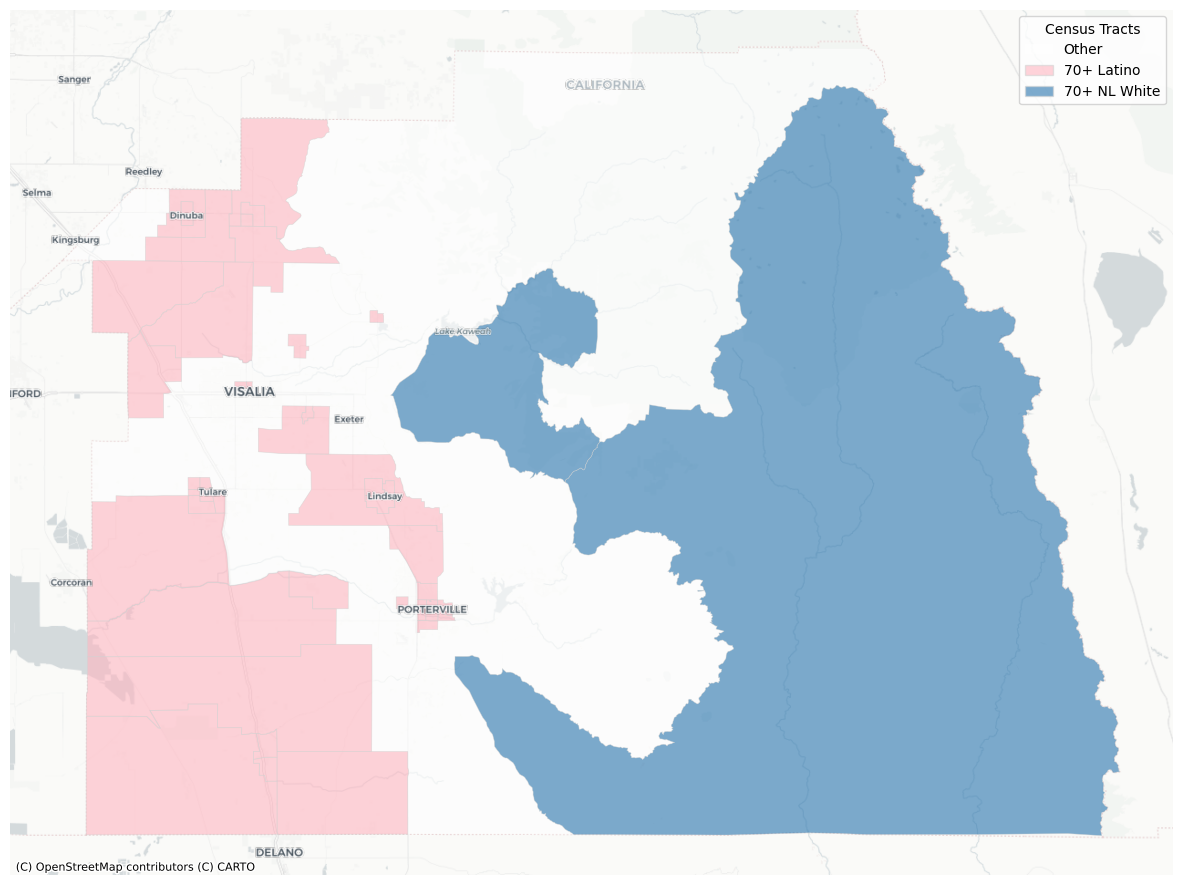 Census Tracts
Other
70+ Latino
70+ NL White
CALIFORNIA
Sanger
Reedley
Selma
Dinuba
Kingsburg
Lake Kaweah
VISALIA
NFORD
Exeter
Tulare
Lindsay
Corcoran
PORTERVILLE
DELANO
(C) OpenStreetMap contributors (C) CARTO